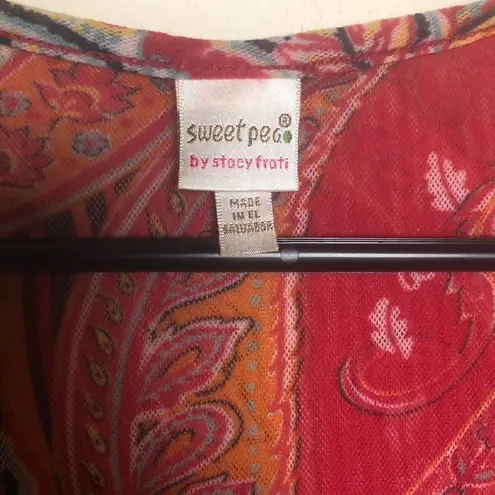 sweet pea®
by stacy frati
MADE
IN EL
SALVADOR